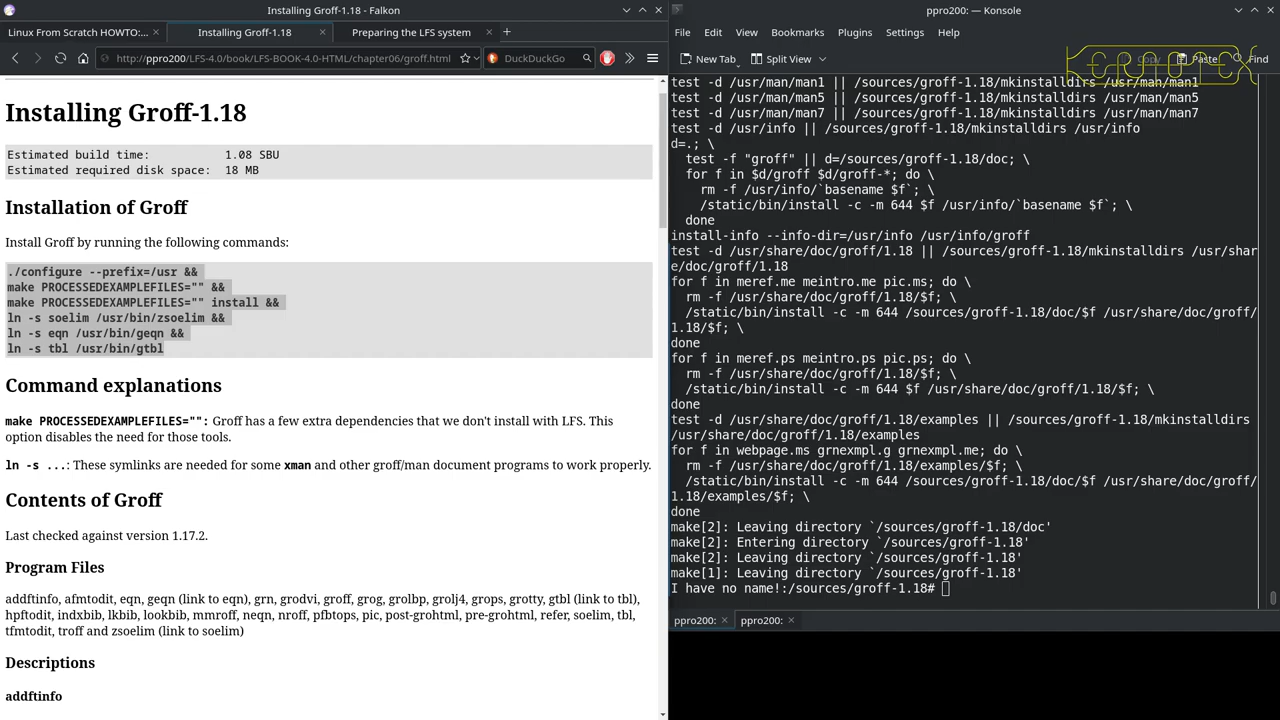 Installing Groff-1.18 - Falkon
Linux From Scratch HOWTO:...
Installing Groff-1.18
Preparing the LFS system
http://ppro200/LFS-4.0/book/LFS-BOOK-4.0-HTML/chapter06/groff.html
DuckDuckGo
Installing Groff-1.18
Estimated build time:           1.08 SBU
Estimated required disk space:  18 MB
Installation of Groff
Install Groff by running the following commands:
./configure --prefix=/usr &&
make PROCESSEDEXAMPLEFILES="" &&
make PROCESSEDEXAMPLEFILES="" install &&
ln -s soelim /usr/bin/zsoelim &&
ln -s eqn /usr/bin/geqn &&
ln -s tbl /usr/bin/gtbl
Command explanations
make PROCESSEDEXAMPLEFILES="": Groff has a few extra dependencies that we don't install with LFS. This
option disables the need for those tools.
ln -s ...: These symlinks are needed for some xman and other groff/man document programs to work properly.
Contents of Groff
Last checked against version 1.17.2.
Program Files
addftinfo, afmtodit, eqn, geqn (link to eqn), grn, grodvi, groff, grog, grolbp, grolj4, grops, grotty, gtbl (link to tbl),
hpftodit, indxbib, lkbib, lookbib, mmroff, neqn, nroff, pfbtops, pic, post-grohtml, pre-grohtml, refer, soelim, tbl,
tfmtodit, troff and zsoelim (link to soelim)
Descriptions
addftinfo
ppro200: — Konsole
File Edit View Bookmarks Plugins Settings Help
New Tab Split View Copy Paste Find
test -d /usr/man/man1 || /sources/groff-1.18/mkinstalldirs /usr/man/man1
test -d /usr/man/man5 || /sources/groff-1.18/mkinstalldirs /usr/man/man5
test -d /usr/man/man7 || /sources/groff-1.18/mkinstalldirs /usr/man/man7
test -d /usr/info || /sources/groff-1.18/mkinstalldirs /usr/info
d=.; \
  test -f "groff" || d=/sources/groff-1.18/doc; \
  for f in $d/groff $d/groff-*; do \
    rm -f /usr/info/`basename $f`; \
    /static/bin/install -c -m 644 $f /usr/info/`basename $f`; \
  done
install-info --info-dir=/usr/info /usr/info/groff
test -d /usr/share/doc/groff/1.18 || /sources/groff-1.18/mkinstalldirs /usr/shar
e/doc/groff/1.18
for f in meref.me meintro.me pic.ms; do \
  rm -f /usr/share/doc/groff/1.18/$f; \
  /static/bin/install -c -m 644 /sources/groff-1.18/doc/$f /usr/share/doc/groff/
1.18/$f; \
done
for f in meref.ps meintro.ps pic.ps; do \
  rm -f /usr/share/doc/groff/1.18/$f; \
  /static/bin/install -c -m 644 $f /usr/share/doc/groff/1.18/$f; \
done
test -d /usr/share/doc/groff/1.18/examples || /sources/groff-1.18/mkinstalldirs
/usr/share/doc/groff/1.18/examples
for f in webpage.ms grnexmpl.g grnexmpl.me; do \
  rm -f /usr/share/doc/groff/1.18/examples/$f; \
  /static/bin/install -c -m 644 /sources/groff-1.18/doc/$f /usr/share/doc/groff/
1.18/examples/$f; \
done
make[2]: Leaving directory `/sources/groff-1.18/doc'
make[2]: Entering directory `/sources/groff-1.18'
make[2]: Leaving directory `/sources/groff-1.18'
make[1]: Leaving directory `/sources/groff-1.18'
I have no name!:/sources/groff-1.18#
ppro200: ppro200: